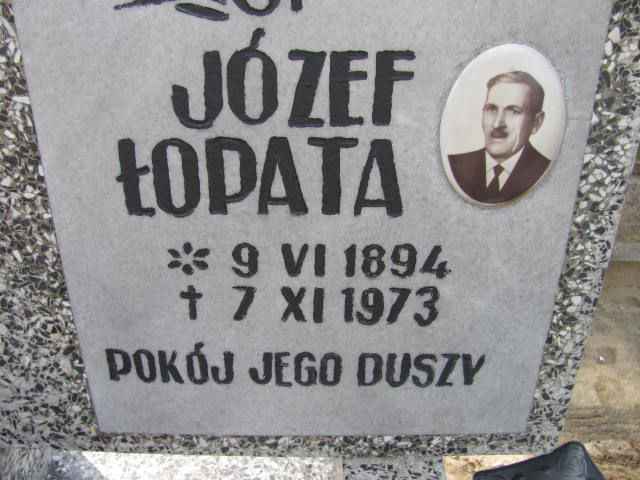 JÓZEF
ŁOPATA
* 9 VI 1894
† 7 XI 1973
POKÓJ JEGO DUSZY